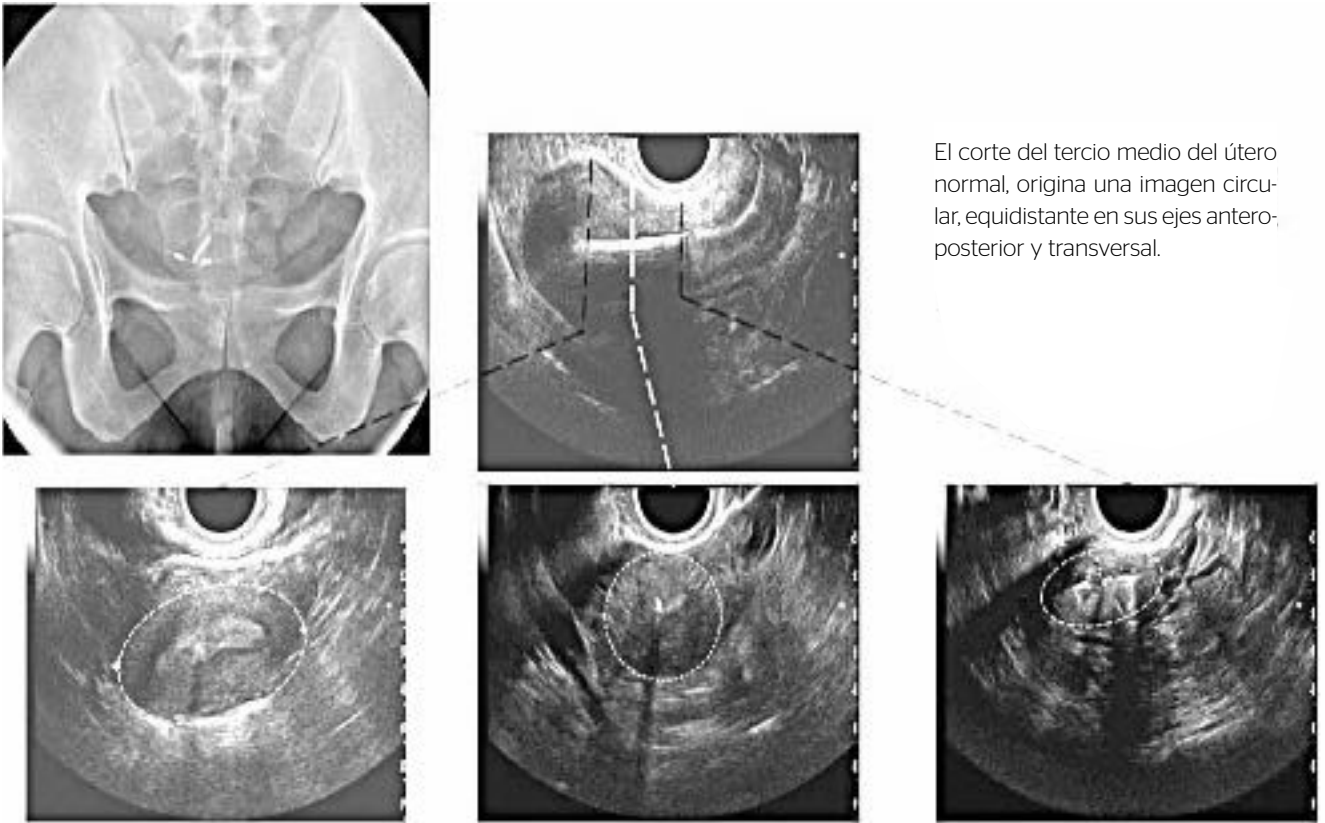 El corte del tercio medio del útero
normal, origina una imagen circu-
lar, equidistante en sus ejes antero-
posterior y transversal.